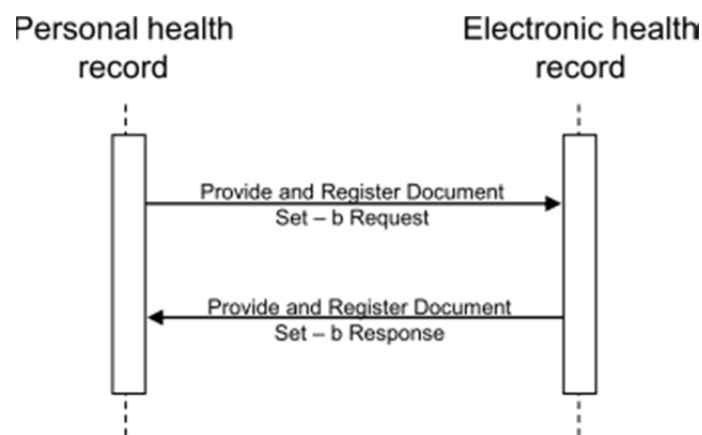 Personal health
record
Electronic health
record
Provide and Register Document
Set – b Request
Provide and Register Document
Set – b Response